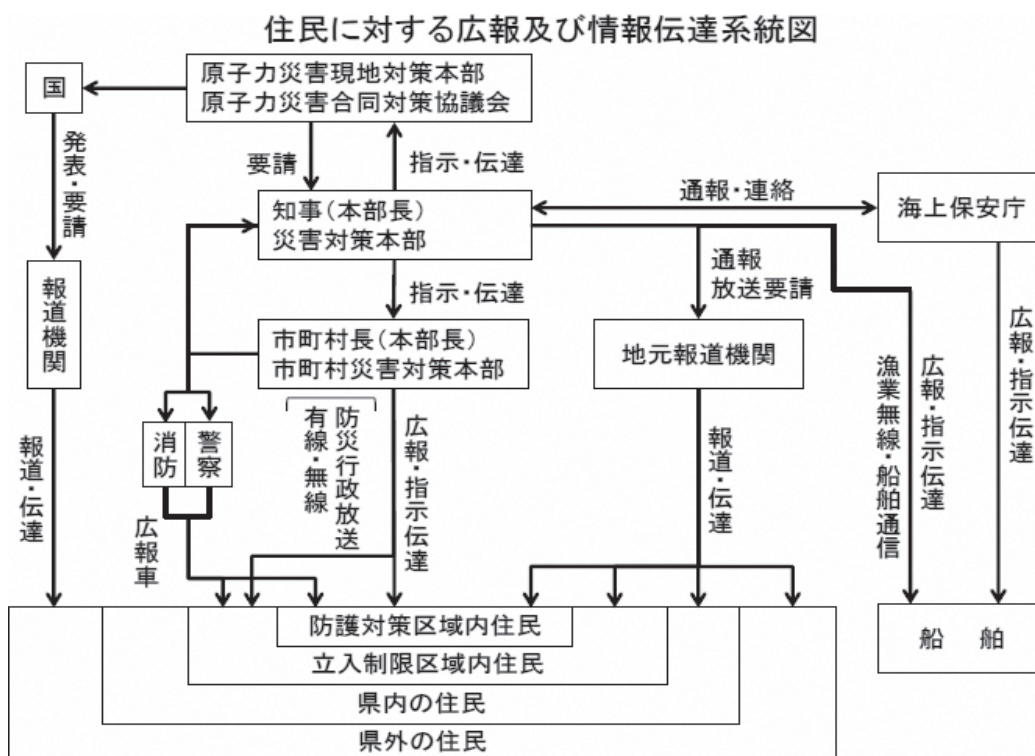 住民に対する広報及び情報伝達系統図
国
原子力災害現地対策本部
原子力災害合同対策協議会
発表・要請
要請
指示・伝達
知事(本部長)
災害対策本部
通報・連絡
海上保安庁
報道機関
指示・伝達
通報
放送要請
市町村長(本部長)
市町村災害対策本部
地元報道機関
消防
警察
防災行政放送
有線・無線
広報・指示伝達
報道・伝達
広報・指示伝達
漁業無線・船舶通信
広報・指示伝達
報道・伝達
広報車
防護対策区域内住民
立入制限区域内住民
県内の住民
県外の住民
船　舶